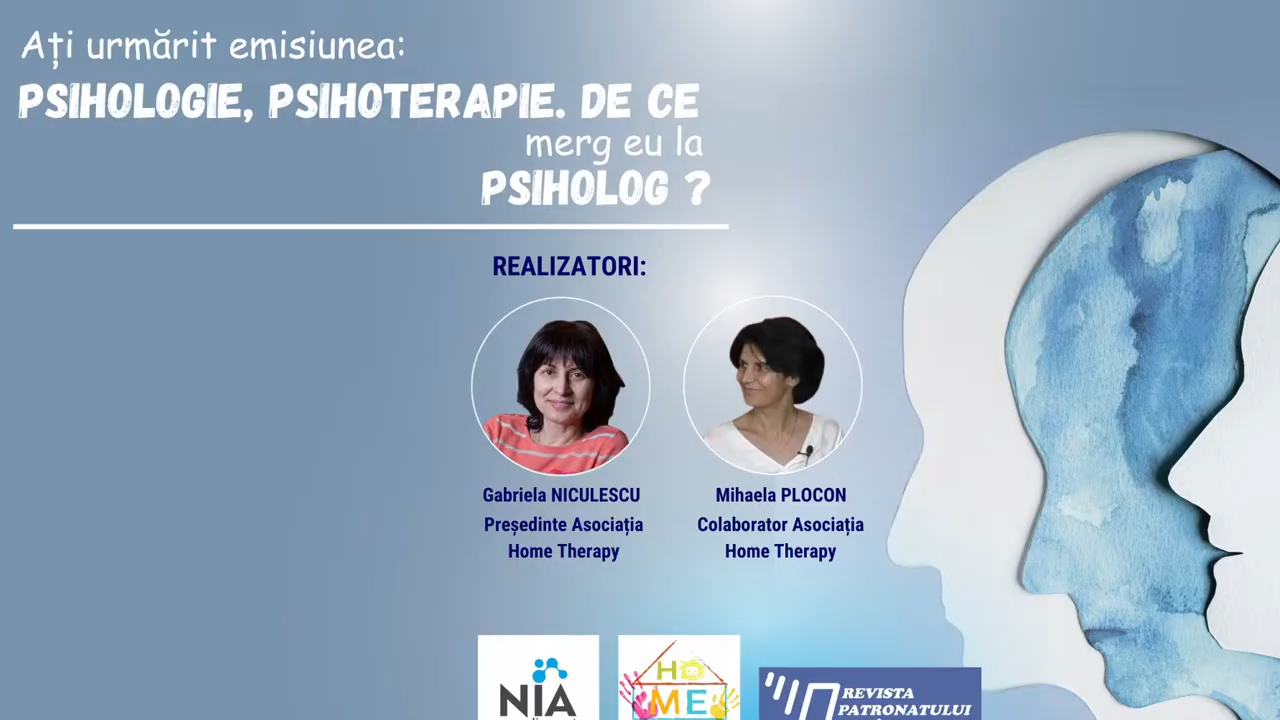 Ați urmărit emisiunea:
PSIHOLOGIE, PSIHOTERAPIE. DE CE
merg eu la
PSIHOLOG ?
REALIZATORI:
Gabriela NICULESCU
Președinte Asociația
Home Therapy
Mihaela PLOCON
Colaborator Asociația
Home Therapy
NIA
HO
ME
REVISTA
PATRONATULUI